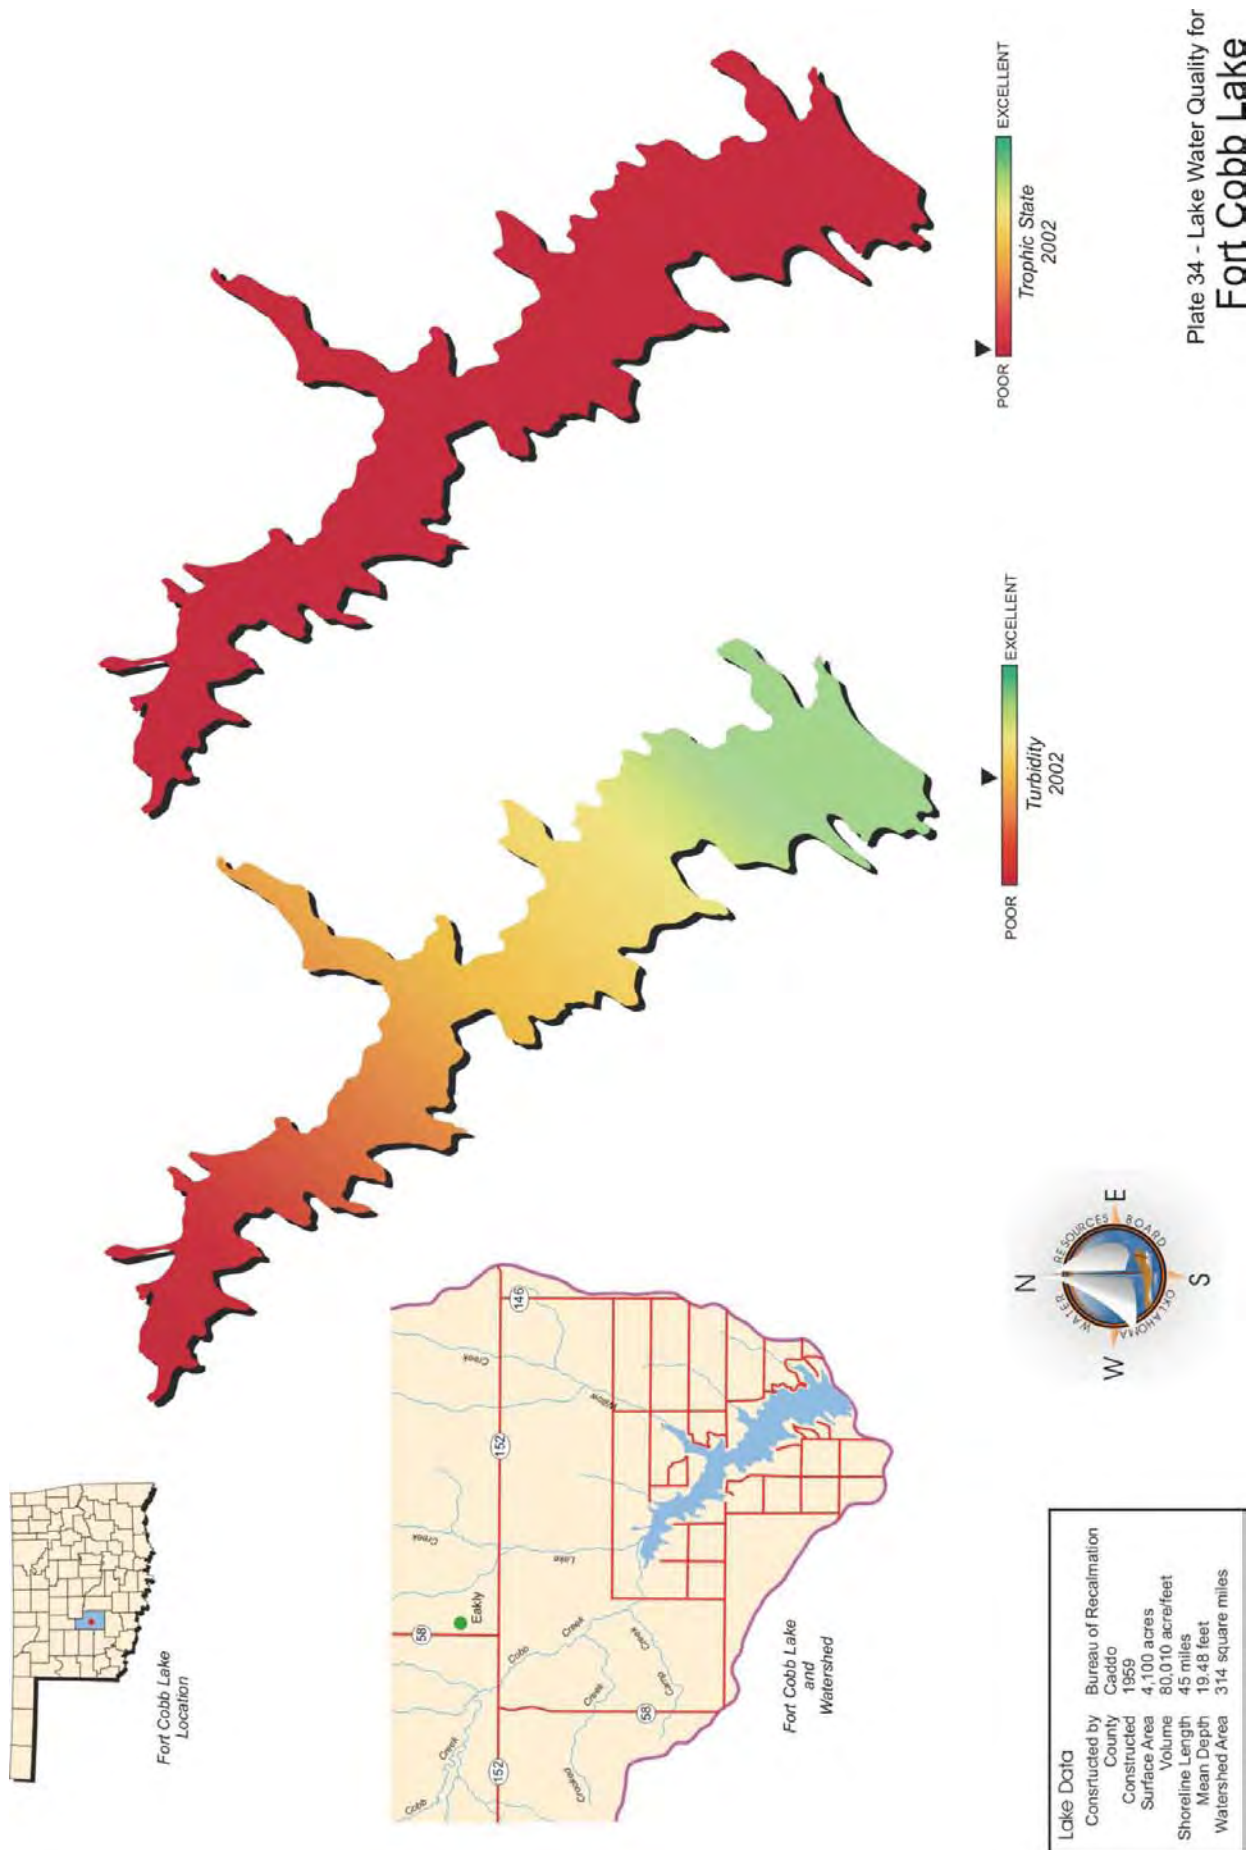 Fort Cobb Lake
Location
58
Eakly
152
152
146
58
Cobb
Creek
Cobb
Creek
Crooked
Creek
Camp
Creek
Lake
Creek
Willow
Creek
Fort Cobb Lake
and
Watershed
Lake Data
Consrtucted by Bureau of Recalmation
County Caddo
Constructed 1959
Surface Area 4,100 acres
Volume 80,010 acre/feet
Shoreline Length 45 miles
Mean Depth 19.48 feet
Watershed Area 314 square miles
N
W
E
S
OKLAHOMA WATER RESOURCES BOARD
POOR
EXCELLENT
Turbidity
2002
POOR
EXCELLENT
Trophic State
2002
Plate 34 - Lake Water Quality for
Fort Cobb Lake